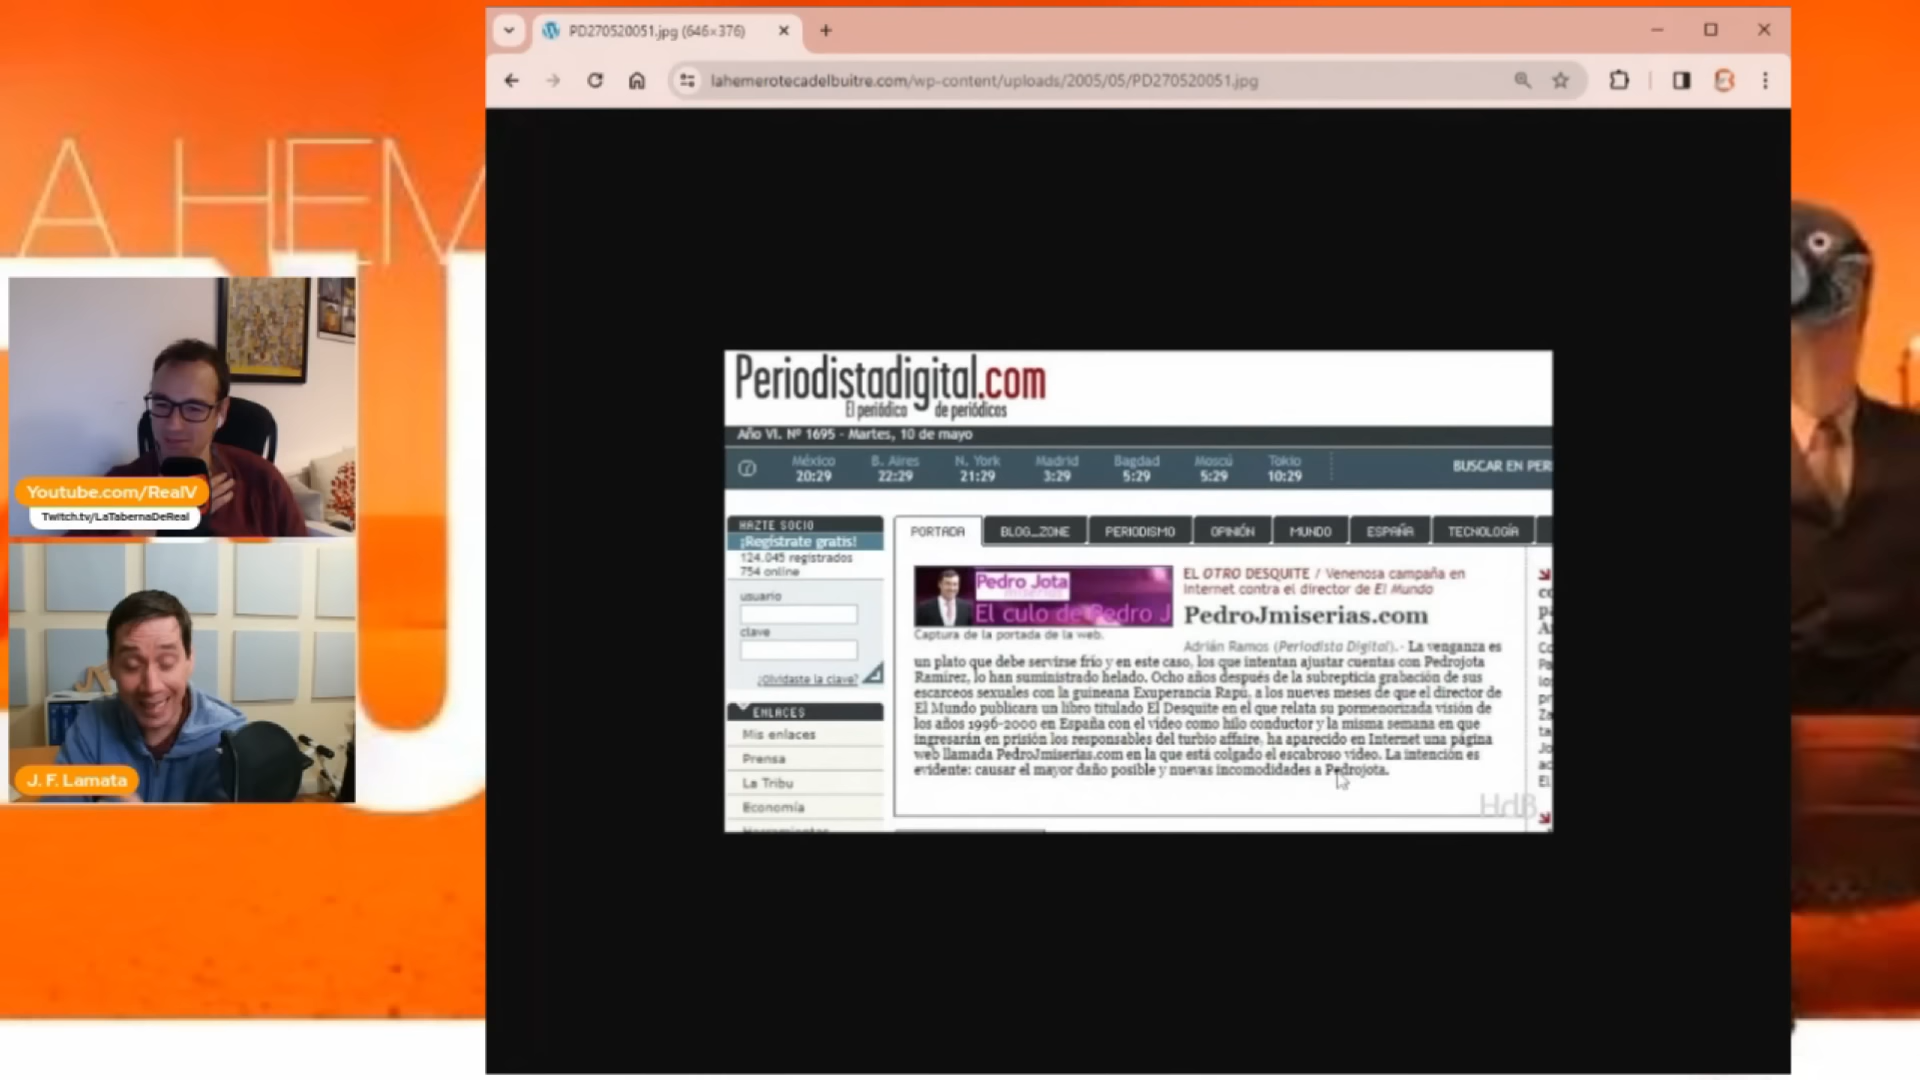 PD270520051.jpg (646×376)
lahemerotecadelbuitre.com/wp-content/uploads/2005/05/PD270520051.jpg
A HEM
Youtube.com/RealV
Twitch.tv/LaTabernaDeReal
J. F. Lamata
Periodistadigital.com
El periódico de periódicos
Año VI. Nº 1695 - Martes, 10 de mayo
México B. Aires N. York Madrid Bagdad Moscú Tokio
20:29 22:29 21:29 3:29 5:29 5:29 10:29
BUSCAR EN PER
HAZTE SOCIO
¡Regístrate gratis!
124.045 registrados
754 online
usuario
clave
¿Olvidaste la clave?
ENLACES
Mis enlaces
Prensa
La Tribu
Economía
Herramientas
PORTADA BLOG_ZONE PERIODISMO OPINIÓN MUNDO ESPAÑA TECNOLOGÍA
Pedro Jota
miserias
El culo de Pedro J
Captura de la portada de la web.
EL OTRO DESQUITE / Venenosa campaña en
Internet contra el director de El Mundo
PedroJmiserias.com
Adrián Ramos (Periodista Digital).- La venganza es
un plato que debe servirse frío y en este caso, los que intentan ajustar cuentas con Pedrojota
Ramírez, lo han suministrado helado. Ocho años después de la subrepticia grabación de sus
escarceos sexuales con la guineana Exuperancia Rapú, a los nueves meses de que el director de
El Mundo publicara un libro titulado El Desquite en el que relata su pormenorizada visión de
los años 1996-2000 en España con el vídeo como hilo conductor y la misma semana en que
ingresarán en prisión los responsables del turbio affaire, ha aparecido en Internet una página
web llamada PedroJmiserias.com en la que está colgado el escabroso vídeo. La intención es
evidente: causar el mayor daño posible y nuevas incomodidades a Pedrojota.
HdB